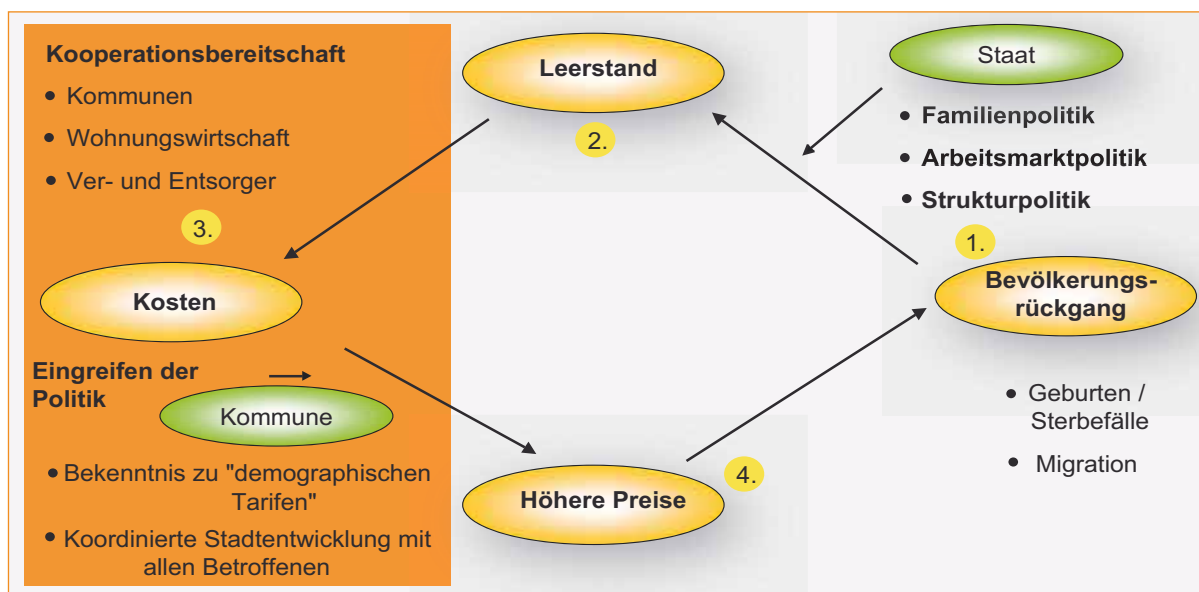 Kooperationsbereitschaft
• Kommunen
• Wohnungswirtschaft
• Ver- und Entsorger
3.
Kosten
Eingreifen der
Politik
Kommune
• Bekenntnis zu "demographischen
Tarifen"
• Koordinierte Stadtentwicklung mit
allen Betroffenen
Leerstand
2.
Staat
• Familienpolitik
• Arbeitsmarktpolitik
• Strukturpolitik
1.
Bevölkerungs-
rückgang
• Geburten /
Sterbefälle
• Migration
4.
Höhere Preise